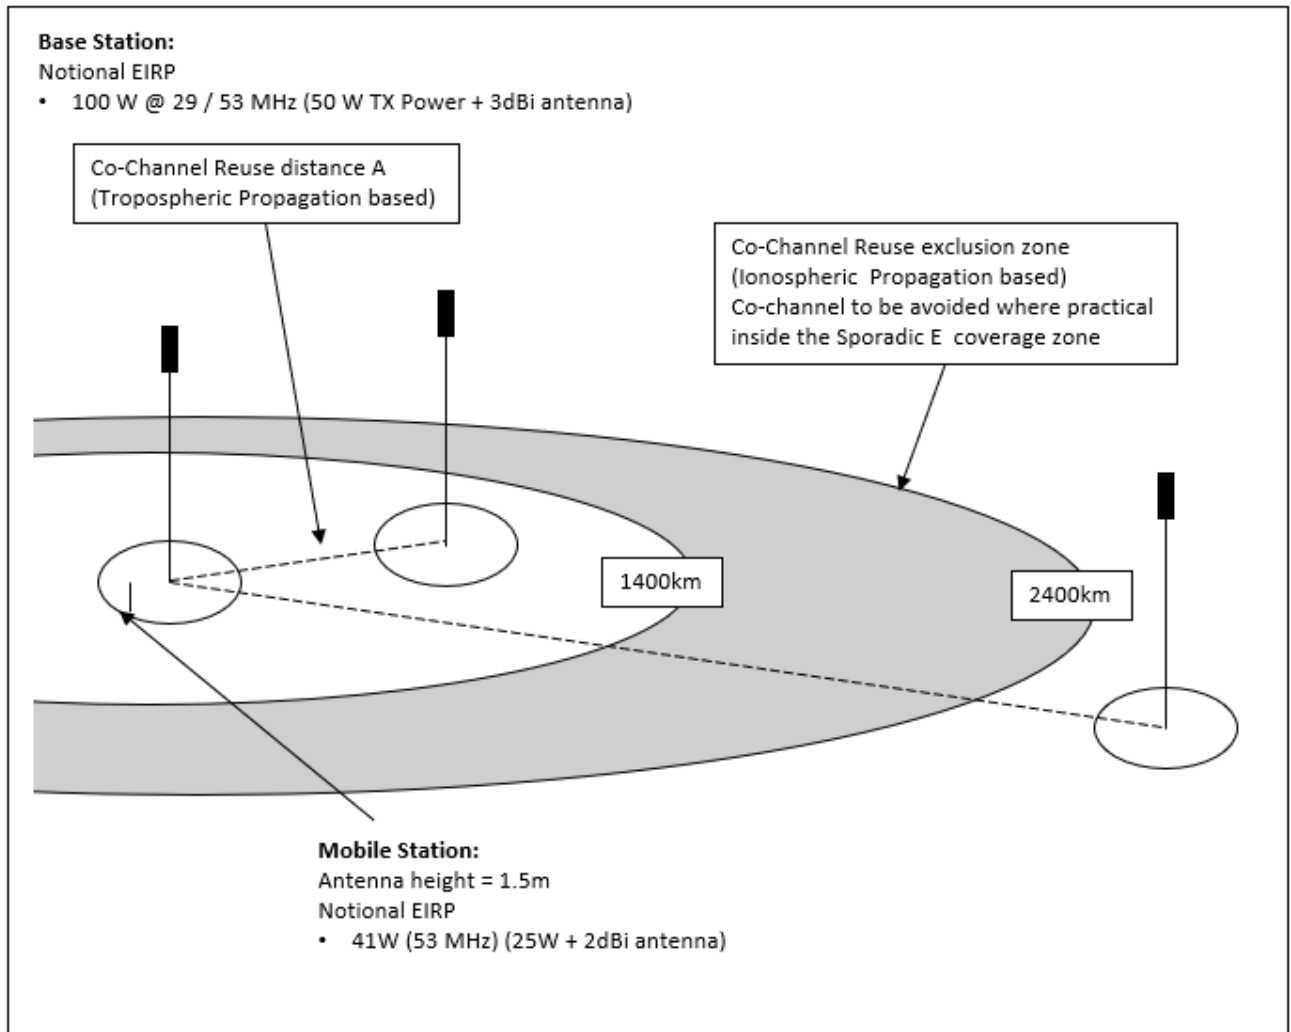 Base Station:
Notional EIRP
• 100 W @ 29 / 53 MHz (50 W TX Power + 3dBi antenna)
Co-Channel Reuse distance A
(Tropospheric Propagation based)
Co-Channel Reuse exclusion zone
(Ionospheric  Propagation based)
Co-channel to be avoided where practical
inside the Sporadic E  coverage zone
1400km
2400km
Mobile Station:
Antenna height = 1.5m
Notional EIRP
• 41W (53 MHz) (25W + 2dBi antenna)